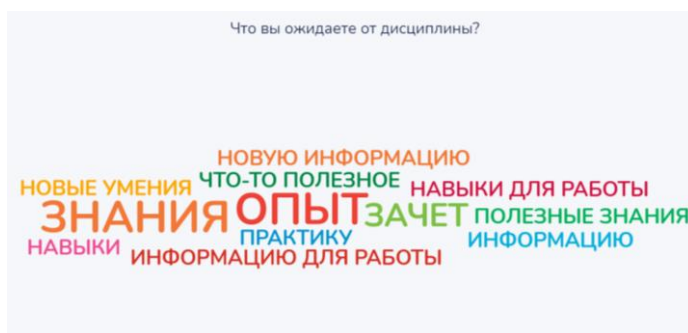 Что вы ожидаете от дисциплины?
НОВУЮ ИНФОРМАЦИЮ
НОВЫЕ УМЕНИЯ ЧТО-ТО ПОЛЕЗНОЕ НАВЫКИ ДЛЯ РАБОТЫ
ЗНАНИЯ ОПЫТ ЗАЧЕТ ПОЛЕЗНЫЕ ЗНАНИЯ
НАВЫКИ ПРАКТИКУ ИНФОРМАЦИЮ
ИНФОРМАЦИЮ ДЛЯ РАБОТЫ